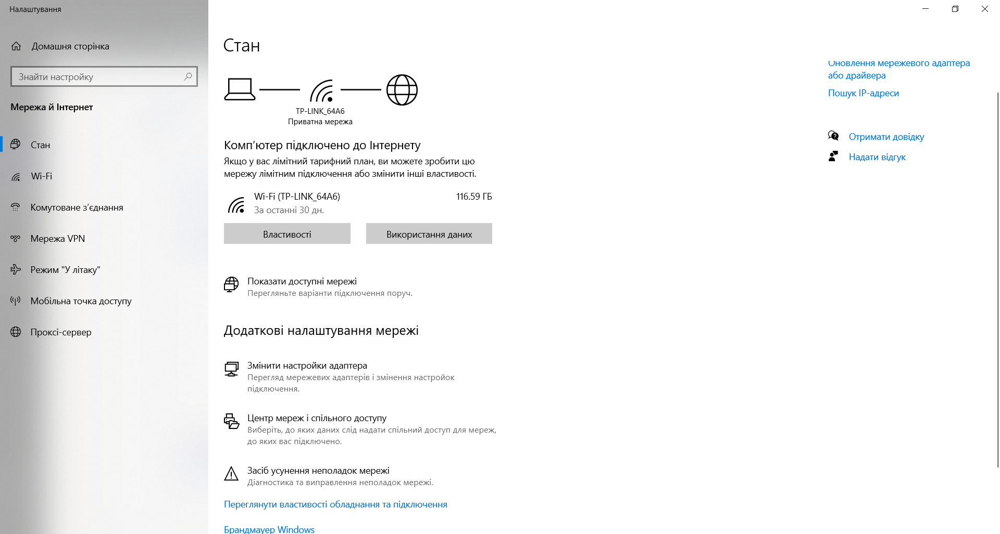 Налаштування
Домашня сторінка
Знайти настройку
Мережа й Інтернет
Стан
Wi-Fi
Комутоване з’єднання
Мережа VPN
Режим "У літаку"
Мобільна точка доступу
Проксі-сервер
Стан
TP-LINK_64A6
Приватна мережа
Комп’ютер підключено до Інтернету
Якщо у вас лімітний тарифний план, ви можете зробити цю
мережу лімітним підключення або змінити інші властивості.
Wi-Fi (TP-LINK_64A6)
116.59 ГБ
За останні 30 дн.
Властивості
Використання даних
Показати доступні мережі
Перегляньте варіанти підключення поруч.
Додаткові налаштування мережі
Змінити настройки адаптера
Перегляд мережевих адаптерів і змінення настройок
підключення.
Центр мереж і спільного доступу
Виберіть, до яких даних слід надати спільний доступ для мереж,
до яких вас підключено.
Засіб усунення неполадок мережі
Діагностика та виправлення неполадок мережі.
Переглянути властивості обладнання та підключення
Брандмауер Windows
Оновлення мережевого адаптера
або драйвера
Пошук IP-адреси
Отримати довідку
Надати відгук